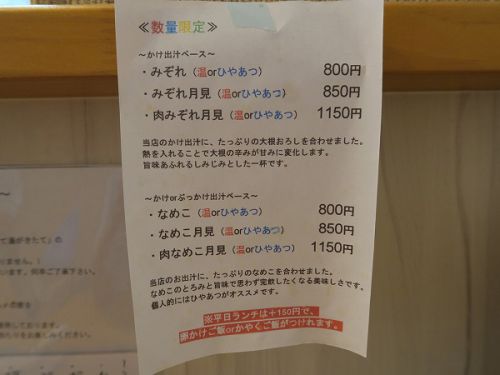 ≪数量限定≫
～かけ出汁ベース～
・みぞれ（温orひやあつ） 800円
・みぞれ月見（温orひやあつ） 850円
・肉みぞれ月見（温orひやあつ） 1150円
当店のかけ出汁に、たっぷりの大根おろしを合わせました。
熱を入れることで大根の辛みが甘みに変化します。
旨味あふれるしみじみとした一杯です。
～かけorぶっかけ出汁ベース～
・なめこ（温orひやあつ） 800円
・なめこ月見（温orひやあつ） 850円
・肉なめこ月見（温orひやあつ） 1150円
当店のお出汁に、たっぷりのなめこを合わせました。
なめこのとろみと旨味で思わず完飲したくなる美味しさです。
個人的にはひやあつがオススメです。
※平日ランチは＋150円で、
卵かけご飯orかやくご飯がつけれます。